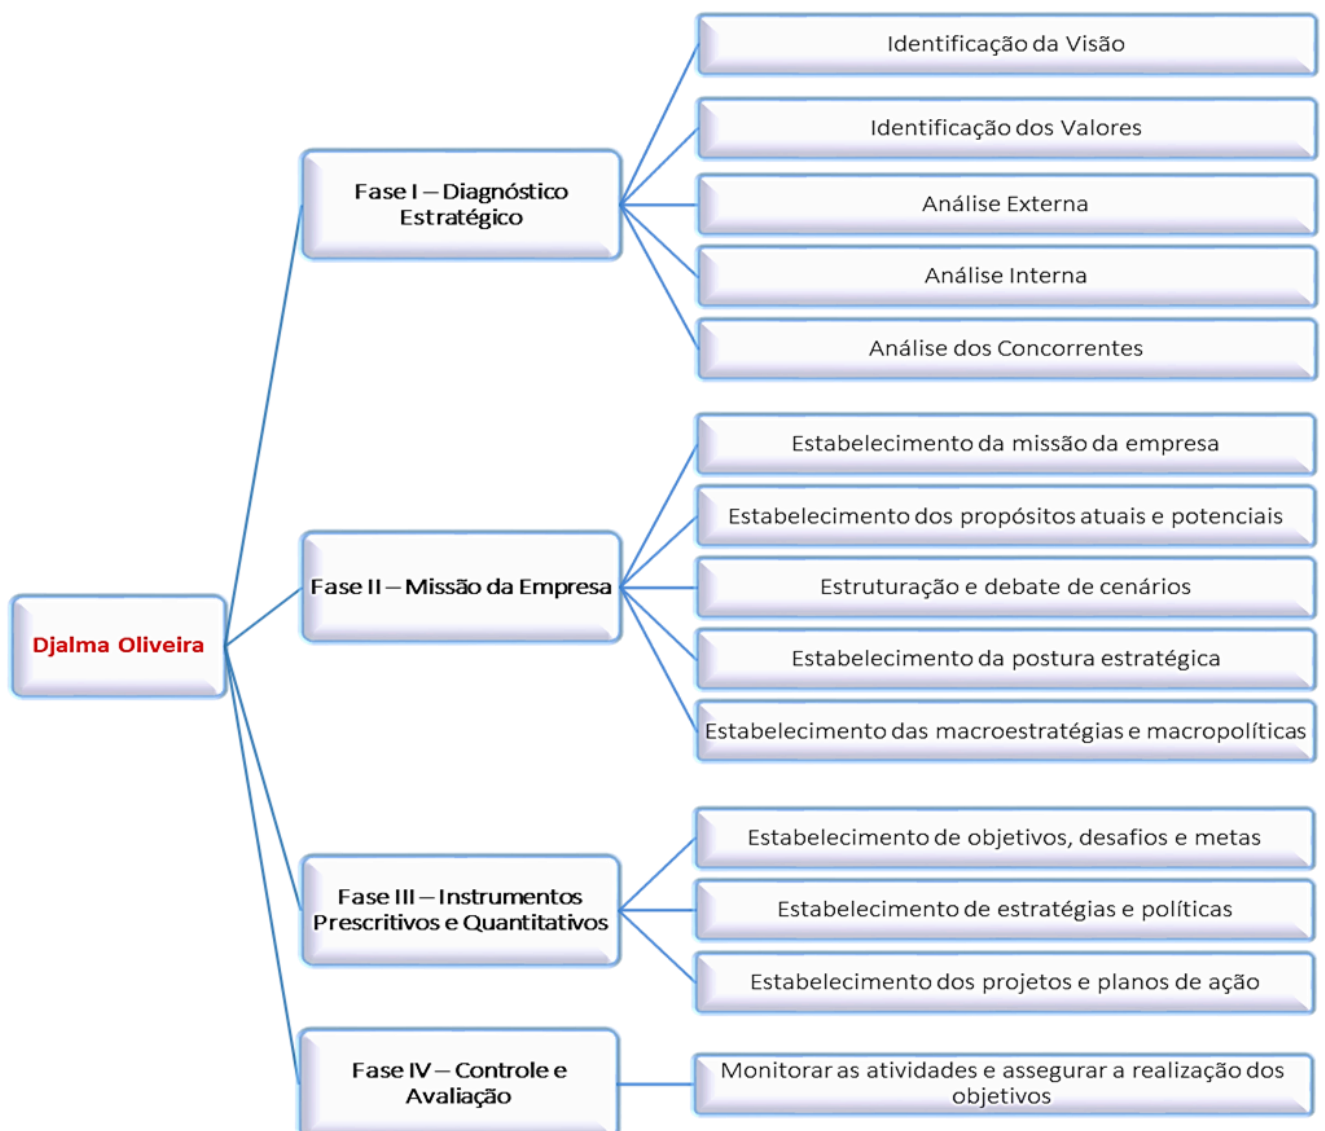 Djalma Oliveira
Fase I – Diagnóstico
Estratégico
Identificação da Visão
Identificação dos Valores
Análise Externa
Análise Interna
Análise dos Concorrentes
Fase II – Missão da Empresa
Estabelecimento da missão da empresa
Estabelecimento dos propósitos atuais e potenciais
Estruturação e debate de cenários
Estabelecimento da postura estratégica
Estabelecimento das macroestratégias e macropolíticas
Fase III – Instrumentos
Prescritivos e Quantitativos
Estabelecimento de objetivos, desafios e metas
Estabelecimento de estratégias e políticas
Estabelecimento dos projetos e planos de ação
Fase IV – Controle e
Avaliação
Monitorar as atividades e assegurar a realização dos
objetivos